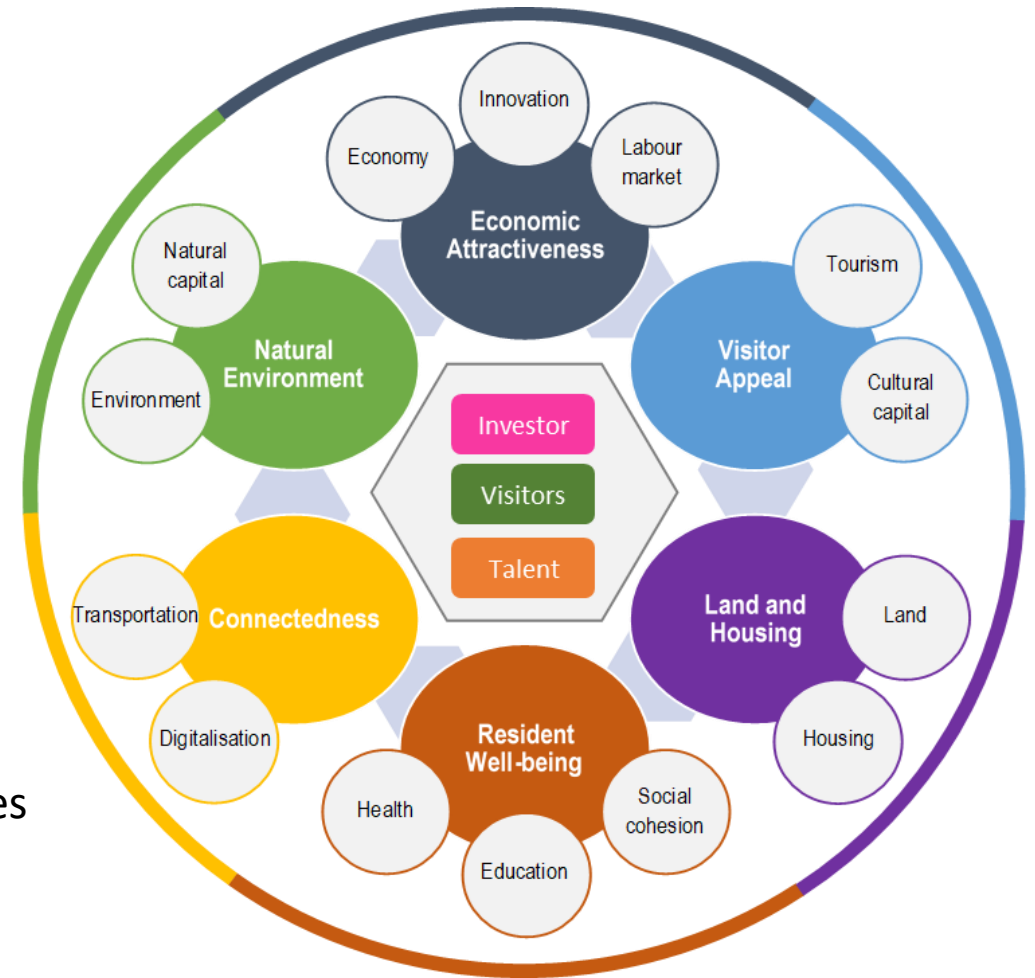 Innovation
Economy
Labour
market
Economic
Attractiveness
Natural
capital
Tourism
Natural
Environment
Visitor
Appeal
Environment
Cultural
capital
Investor
Visitors
Talent
Transportation
Connectedness
Land and
Housing
Land
Digitalisation
Housing
Resident
Well-being
Health
Social
cohesion
Education
es